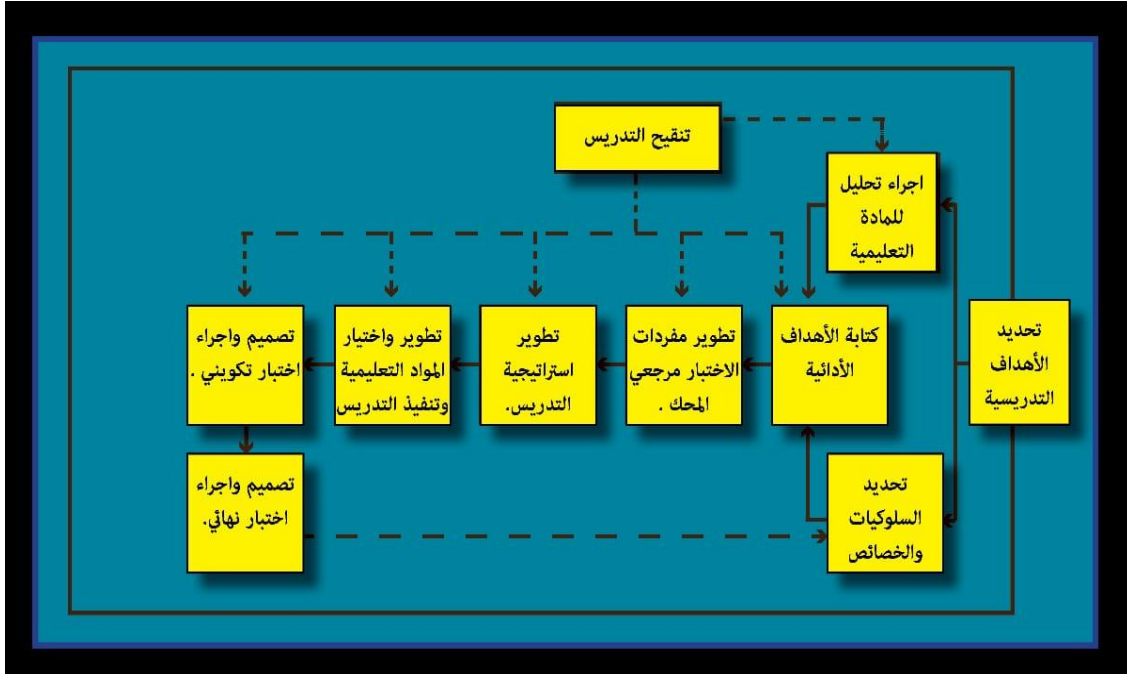 تنقيح التدريس
اجراء تحليل
للمادة
التعليمية
تحديد
الأهداف
التدريسية
كتابة الأهداف
الأدائية
تطوير مفردات
الاختبار مرجعي
المحك .
تطوير
استراتيجية
التدريس.
تطوير واختيار
المواد التعليمية
وتنفيذ التدريس
تصميم واجراء
اختبار تكويني .
تحديد
السلوكيات
والخصائص
تصميم واجراء
اختبار نهائي.